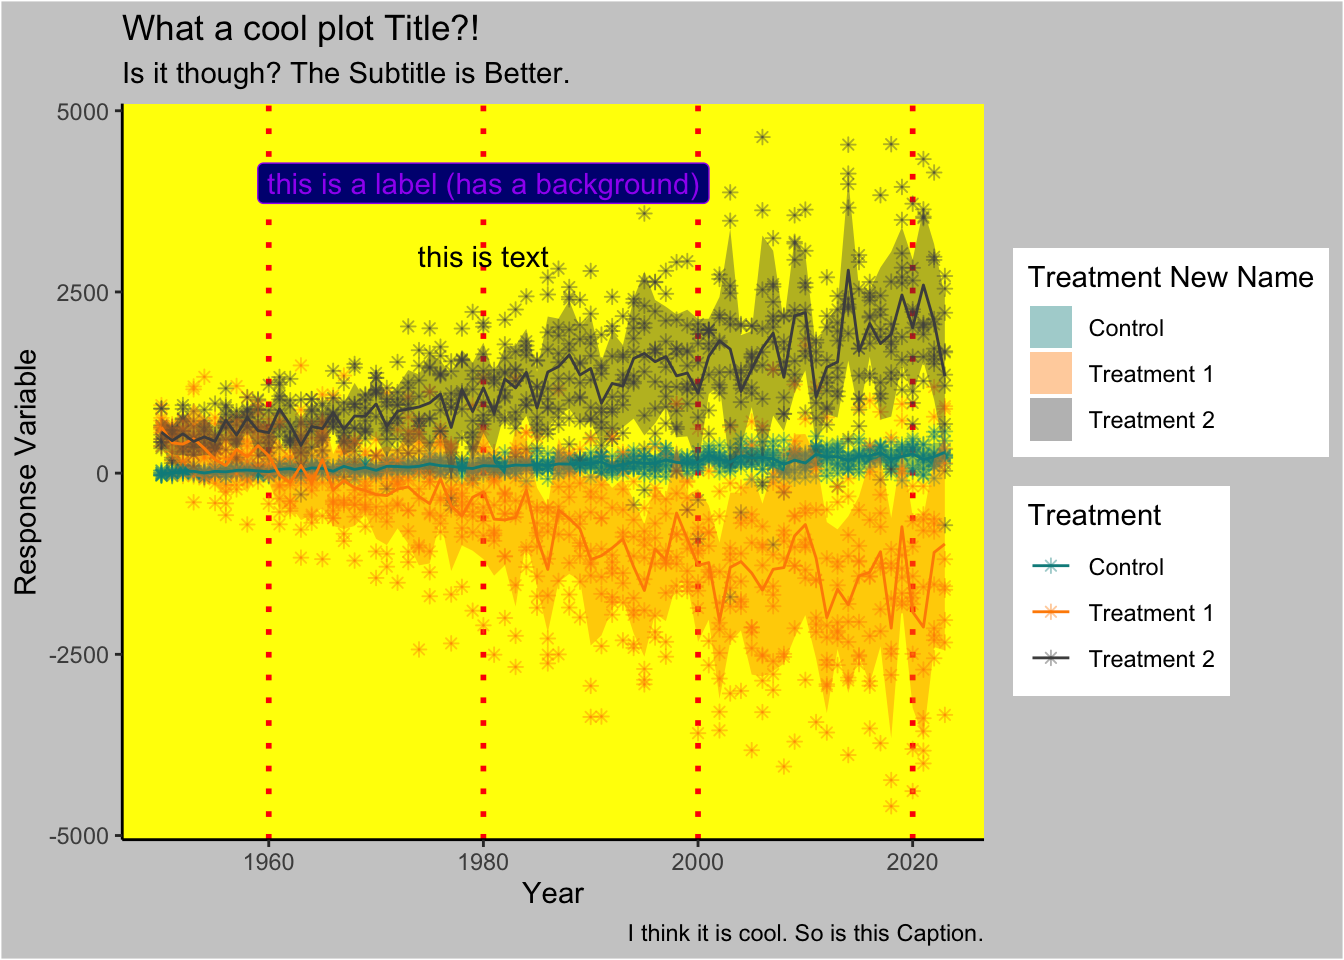 What a cool plot Title?!
Is it though? The Subtitle is Better.
Response Variable
5000
2500
0
-2500
-5000
this is a label (has a background)
this is text
1960
1980
2000
2020
Year
I think it is cool. So is this Caption.
Treatment New Name
Control
Treatment 1
Treatment 2
Treatment
Control
Treatment 1
Treatment 2